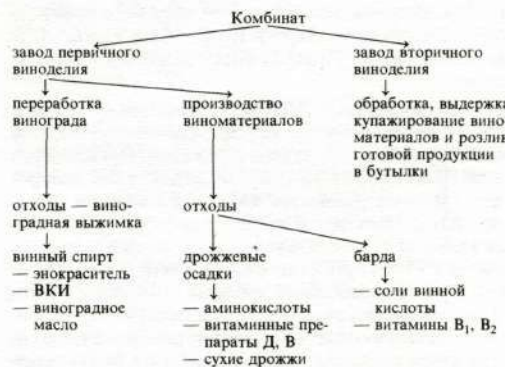 Комбинат
завод первичного
виноделия
завод вторичного
виноделия
переработка
винограда
производство
виноматериалов
обработка, выдержка
купажирование вино
материалов и розлив
готовой продукции
в бутылки
отходы — вино-
градная выжимка
отходы
винный спирт
— энокраситель
— ВКИ
— виноградное
масло
дрожжевые
осадки
— аминокислоты
— витаминные пре-
параты Д, В
— сухие дрожжи
барда
— соли винной
кислоты
— витамины В₁, В₂